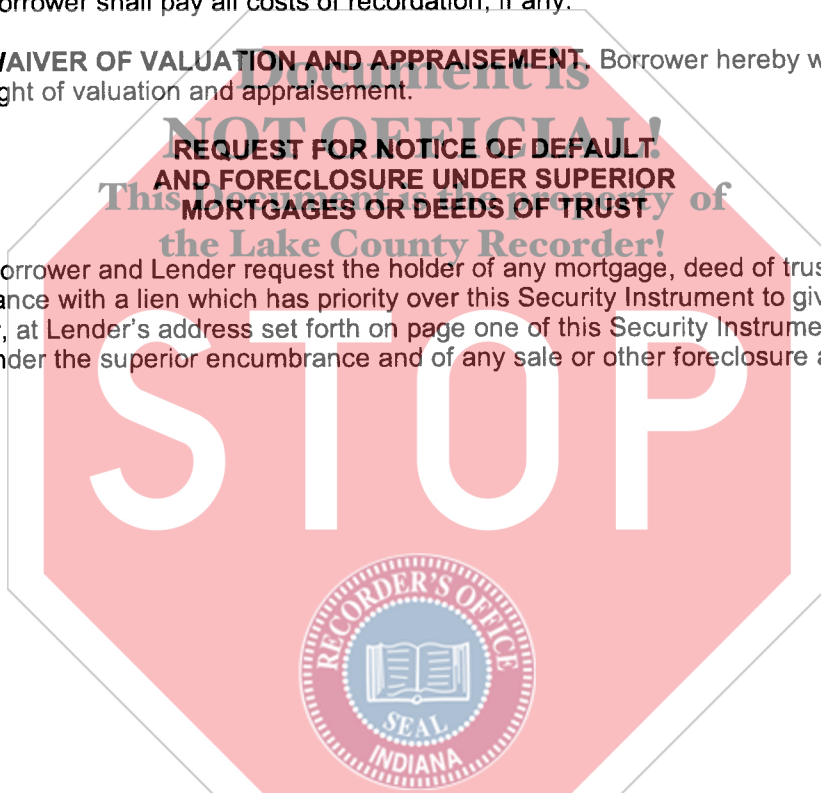 orrower shall pay all costs of recordation, if any.
WAIVER OF VALUATION AND APPRAISEMENT. Borrower hereby w
ght of valuation and appraisement.
Document is
NOT OFFICIAL!
This Document is the property of
the Lake County Recorder!
REQUEST FOR NOTICE OF DEFAULT
AND FORECLOSURE UNDER SUPERIOR
MORTGAGES OR DEEDS OF TRUST
orrower and Lender request the holder of any mortgage, deed of trus
ance with a lien which has priority over this Security Instrument to giv
, at Lender's address set forth on page one of this Security Instrume
nder the superior encumbrance and of any sale or other foreclosure a
STOP
RECORDER'S OFFICE
SEAL
INDIANA